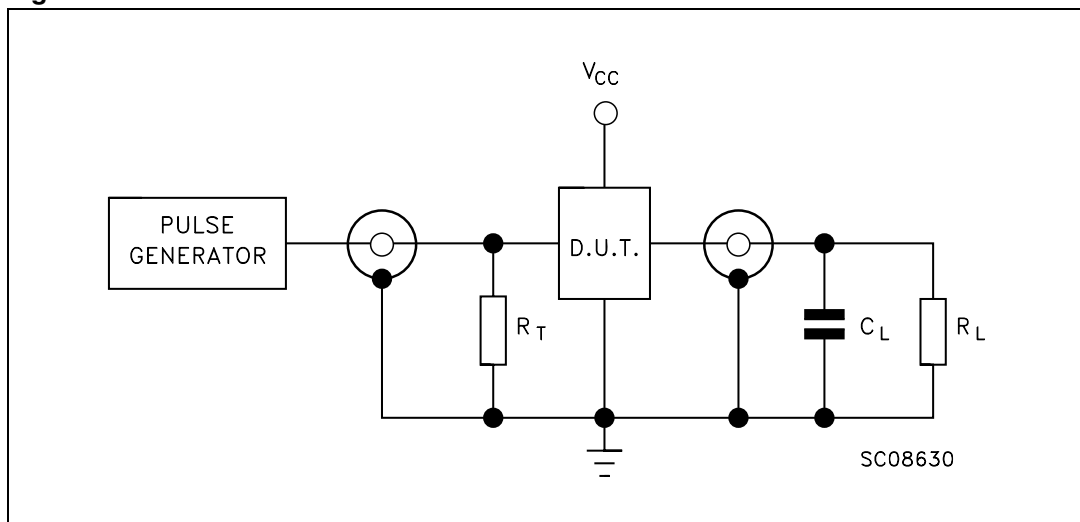 VCC
PULSE
GENERATOR
D.U.T.
RT
CL
RL
SC08630